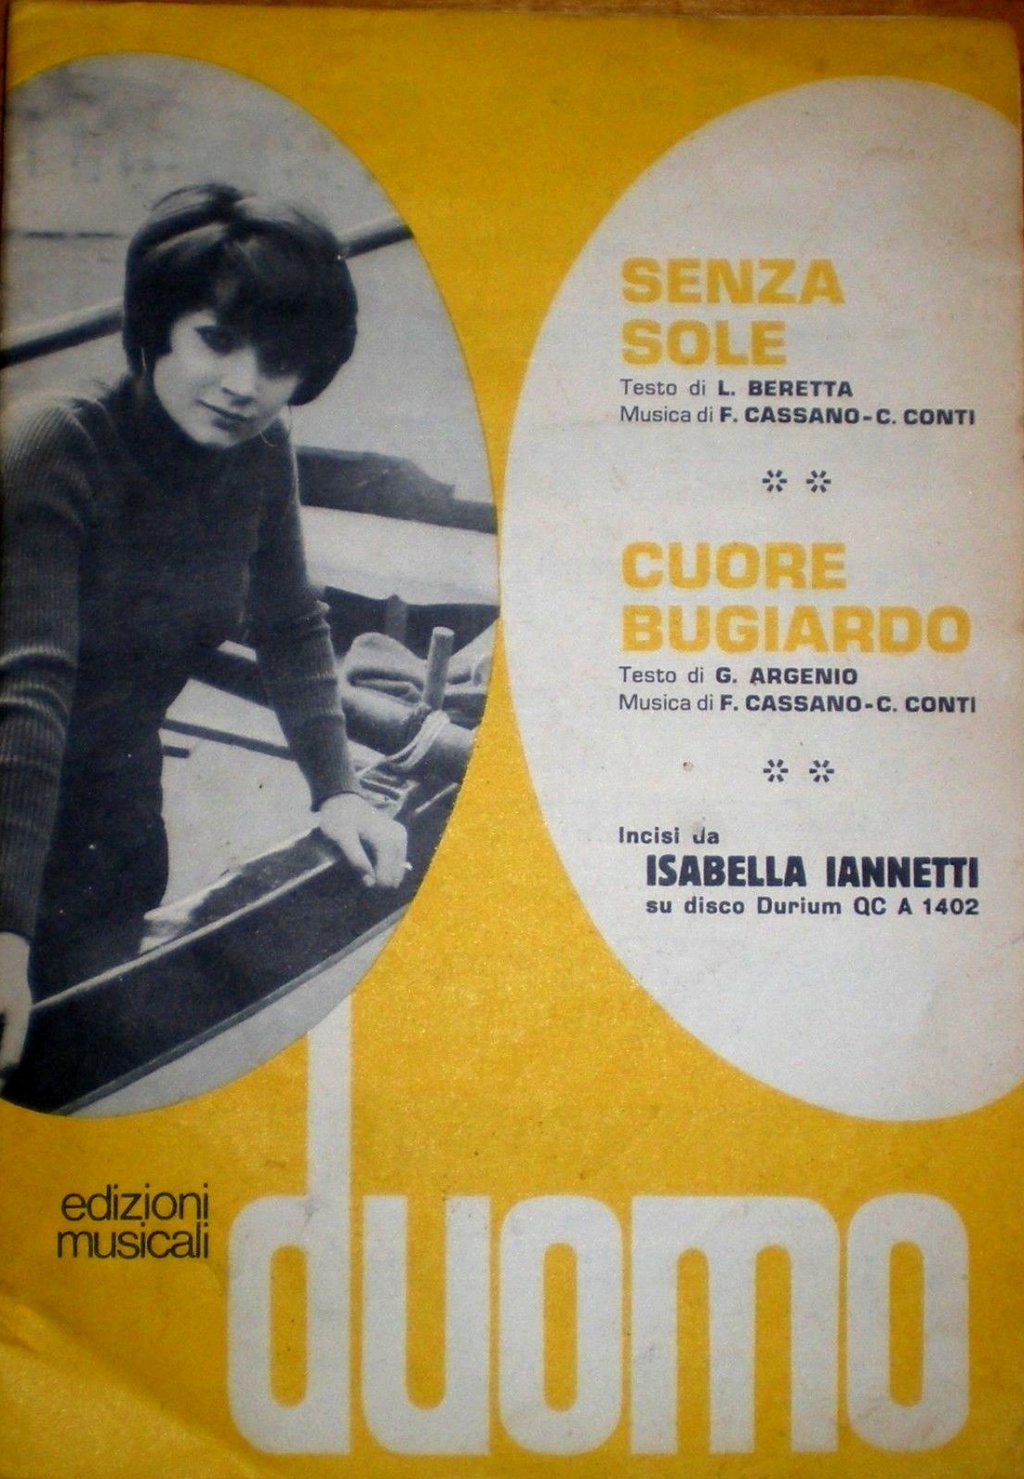 SENZA
SOLE
Testo di L. BERETTA
Musica di F. CASSANO-C. CONTI
CUORE
BUGIARDO
Testo di G. ARGENIO
Musica di F. CASSANO-C. CONTI
Incisi da
ISABELLA IANNETTI
su disco Durium QC A 1402
edizioni
musicali
duomo